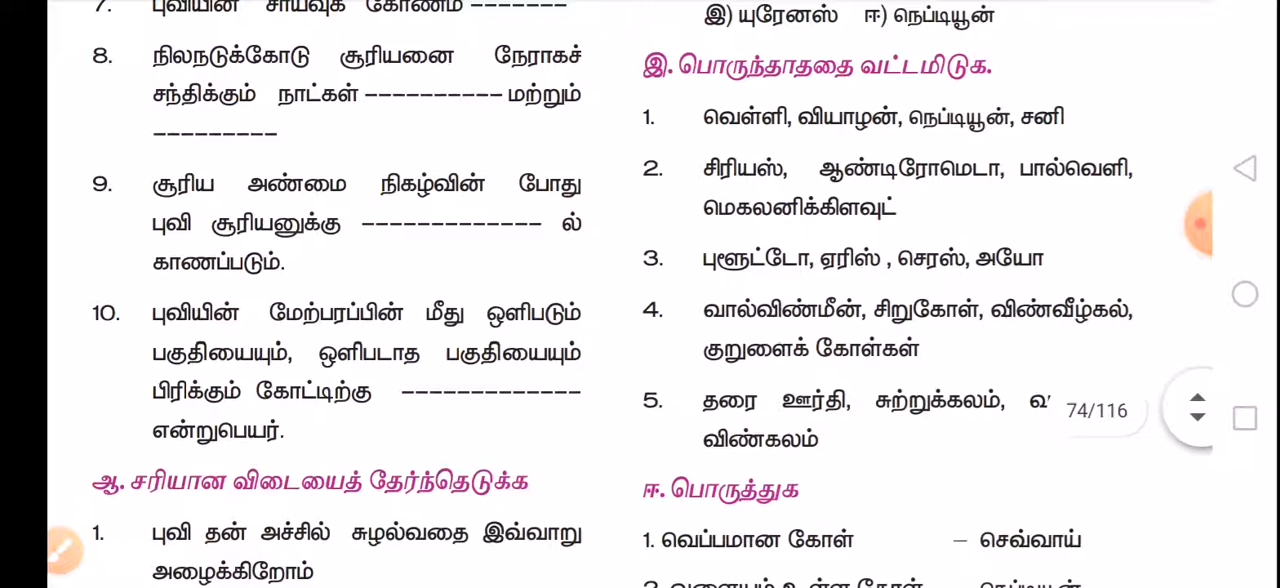 7. புவியின் சாய்வுக் கோணம் -------
8. நிலநடுக்கோடு சூரியனை நேராகச்
சந்திக்கும் நாட்கள் ---------- மற்றும்
---------
9. சூரிய அண்மை நிகழ்வின் போது
புவி சூரியனுக்கு ------------- ல்
காணப்படும்.
10. புவியின் மேற்பரப்பின் மீது ஒளிபடும்
பகுதியையும், ஒளிபடாத பகுதியையும்
பிரிக்கும் கோட்டிற்கு -------------
என்றுபெயர்.
ஆ. சரியான விடையைத் தேர்ந்தெடுக்க
1. புவி தன் அச்சில் சுழல்வதை இவ்வாறு
அழைக்கிறோம்
இ) யுரேனஸ் ஈ) நெப்டியூன்
இ. பொருந்தாததை வட்டமிடுக.
1. வெள்ளி, வியாழன், நெப்டியூன், சனி
2. சிரியஸ், ஆண்டிரோமெடா, பால்வெளி,
மெகலனிக்கிளவுட்
3. புளூட்டோ, ஏரிஸ் , செரஸ், அயோ
4. வால்விண்மீன், சிறுகோள், விண்வீழ்கல்,
குறுளைக் கோள்கள்
5. தரை ஊர்தி, சுற்றுக்கலம்,
விண்கலம்
74/116
ஈ. பொருத்துக
1. வெப்பமான கோள் – செவ்வாய்